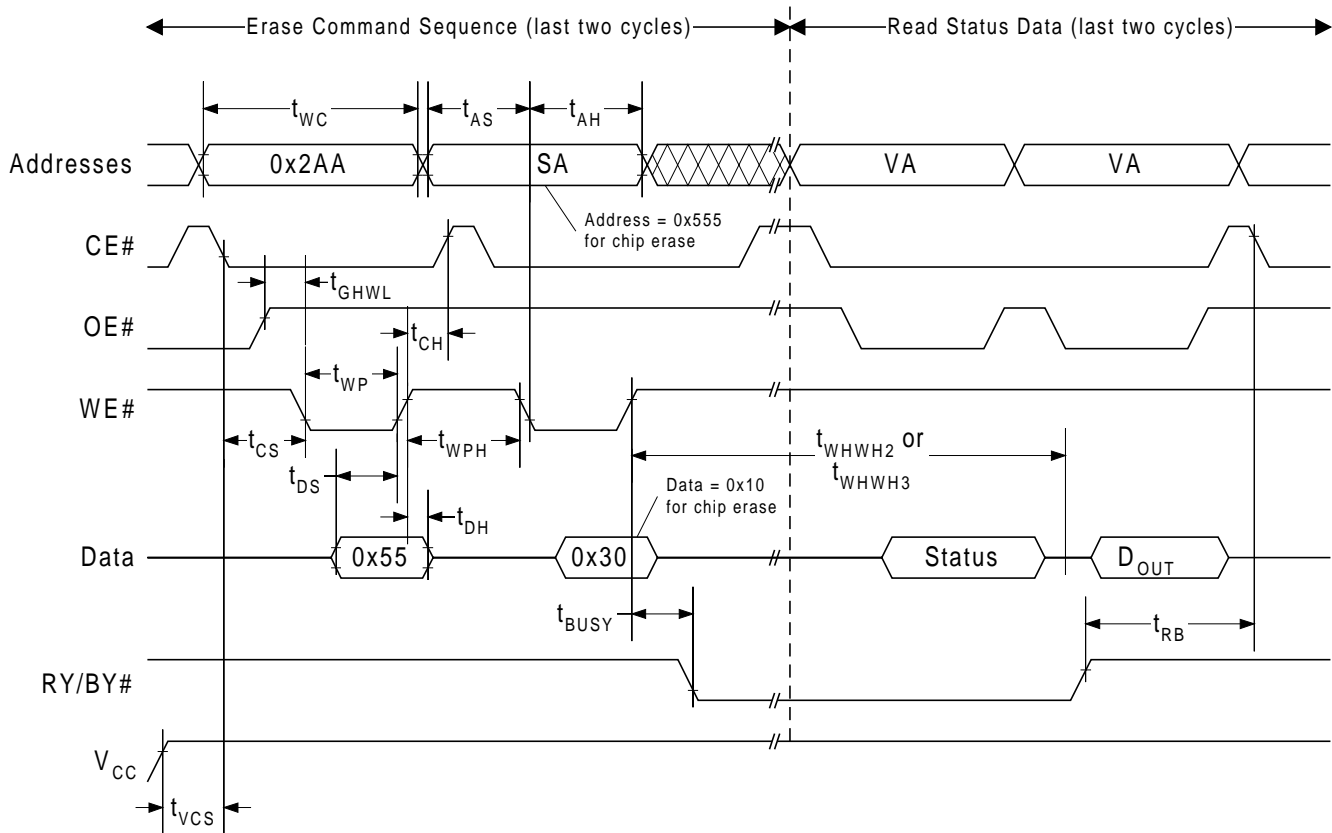 Erase Command Sequence (last two cycles)
Read Status Data (last two cycles)
tWC
tAS
tAH
Addresses
0x2AA
SA
VA
VA
Address = 0x555
for chip erase
CE#
tGHWL
OE#
tCH
tWP
WE#
tCS
tWPH
tWHWH2 or
tWHWH3
tDS
Data = 0x10
for chip erase
tDH
Data
0x55
0x30
Status
DOUT
tBUSY
tRB
RY/BY#
VCC
tVCS